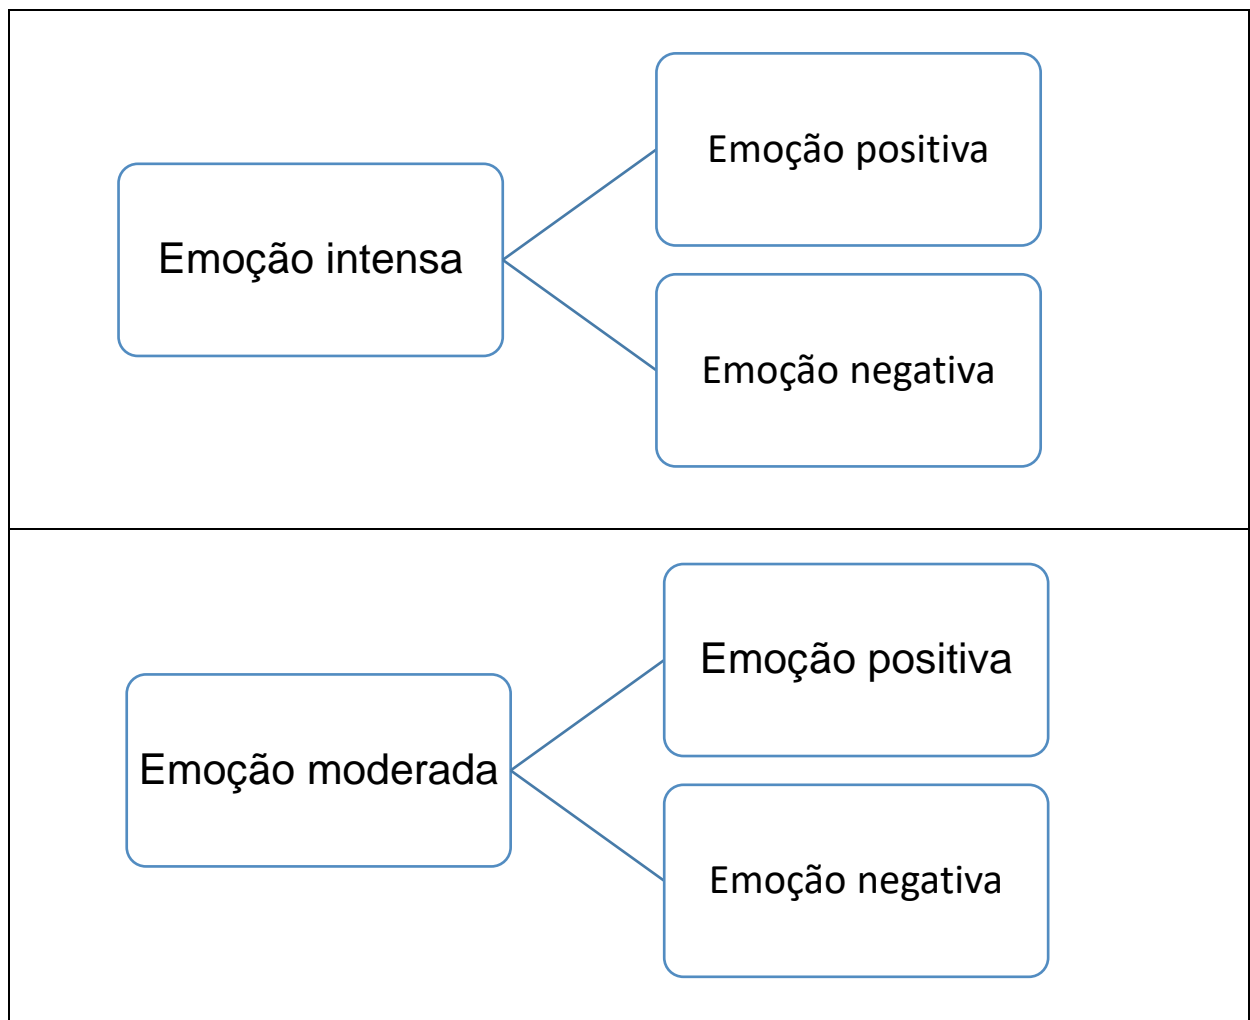 Emoção positiva
Emoção intensa
Emoção negativa
Emoção positiva
Emoção moderada
Emoção negativa